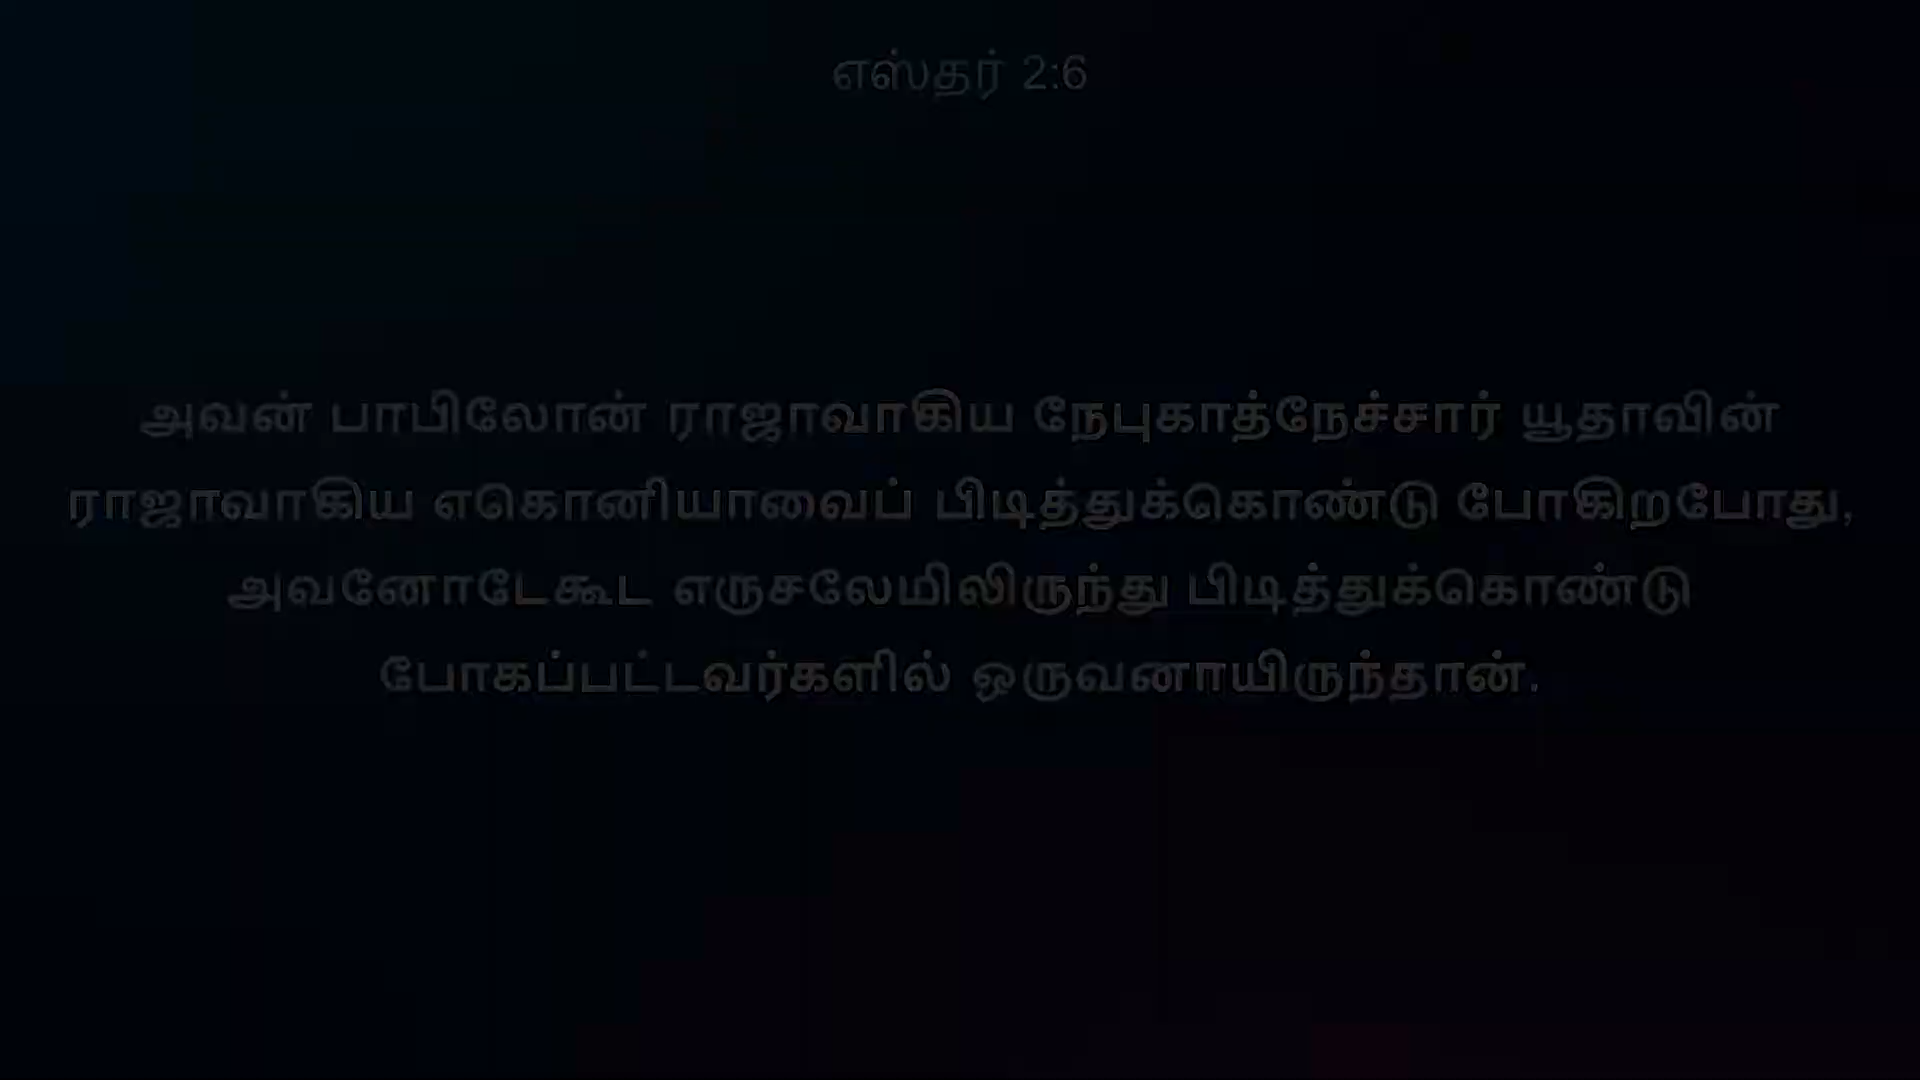 எஸ்தர் 2:6
அவன் பாபிலோன் ராஜாவாகிய நேபுகாத்நேச்சார் யூதாவின்
ராஜாவாகிய எகொனியாவைப் பிடித்துக்கொண்டு போகிறபோது,
அவனோடேகூட எருசலேமிலிருந்து பிடித்துக்கொண்டு
போகப்பட்டவர்களில் ஒருவனாயிருந்தான்.